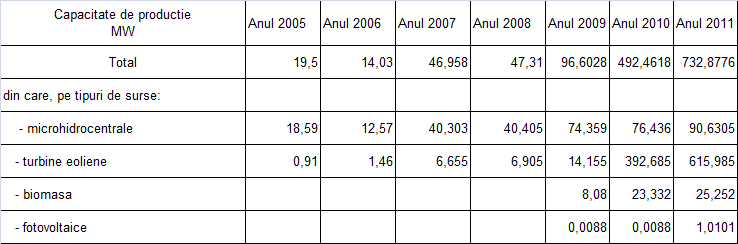 Capacitate de productie MW Anul 2005 Anul 2006 Anul 2007 Anul 2008 Anul 2009 Anul 2010 Anul 2011
Total 19,5 14,03 46,958 47,31 96,6028 492,4618 732,8776
din care, pe tipuri de surse:
- microhidrocentrale 18,59 12,57 40,303 40,405 74,359 76,436 90,6305
- turbine eoliene 0,91 1,46 6,655 6,905 14,155 392,685 615,985
- biomasa 8,08 23,332 25,252
- fotovoltaice 0,0088 0,0088 1,0101